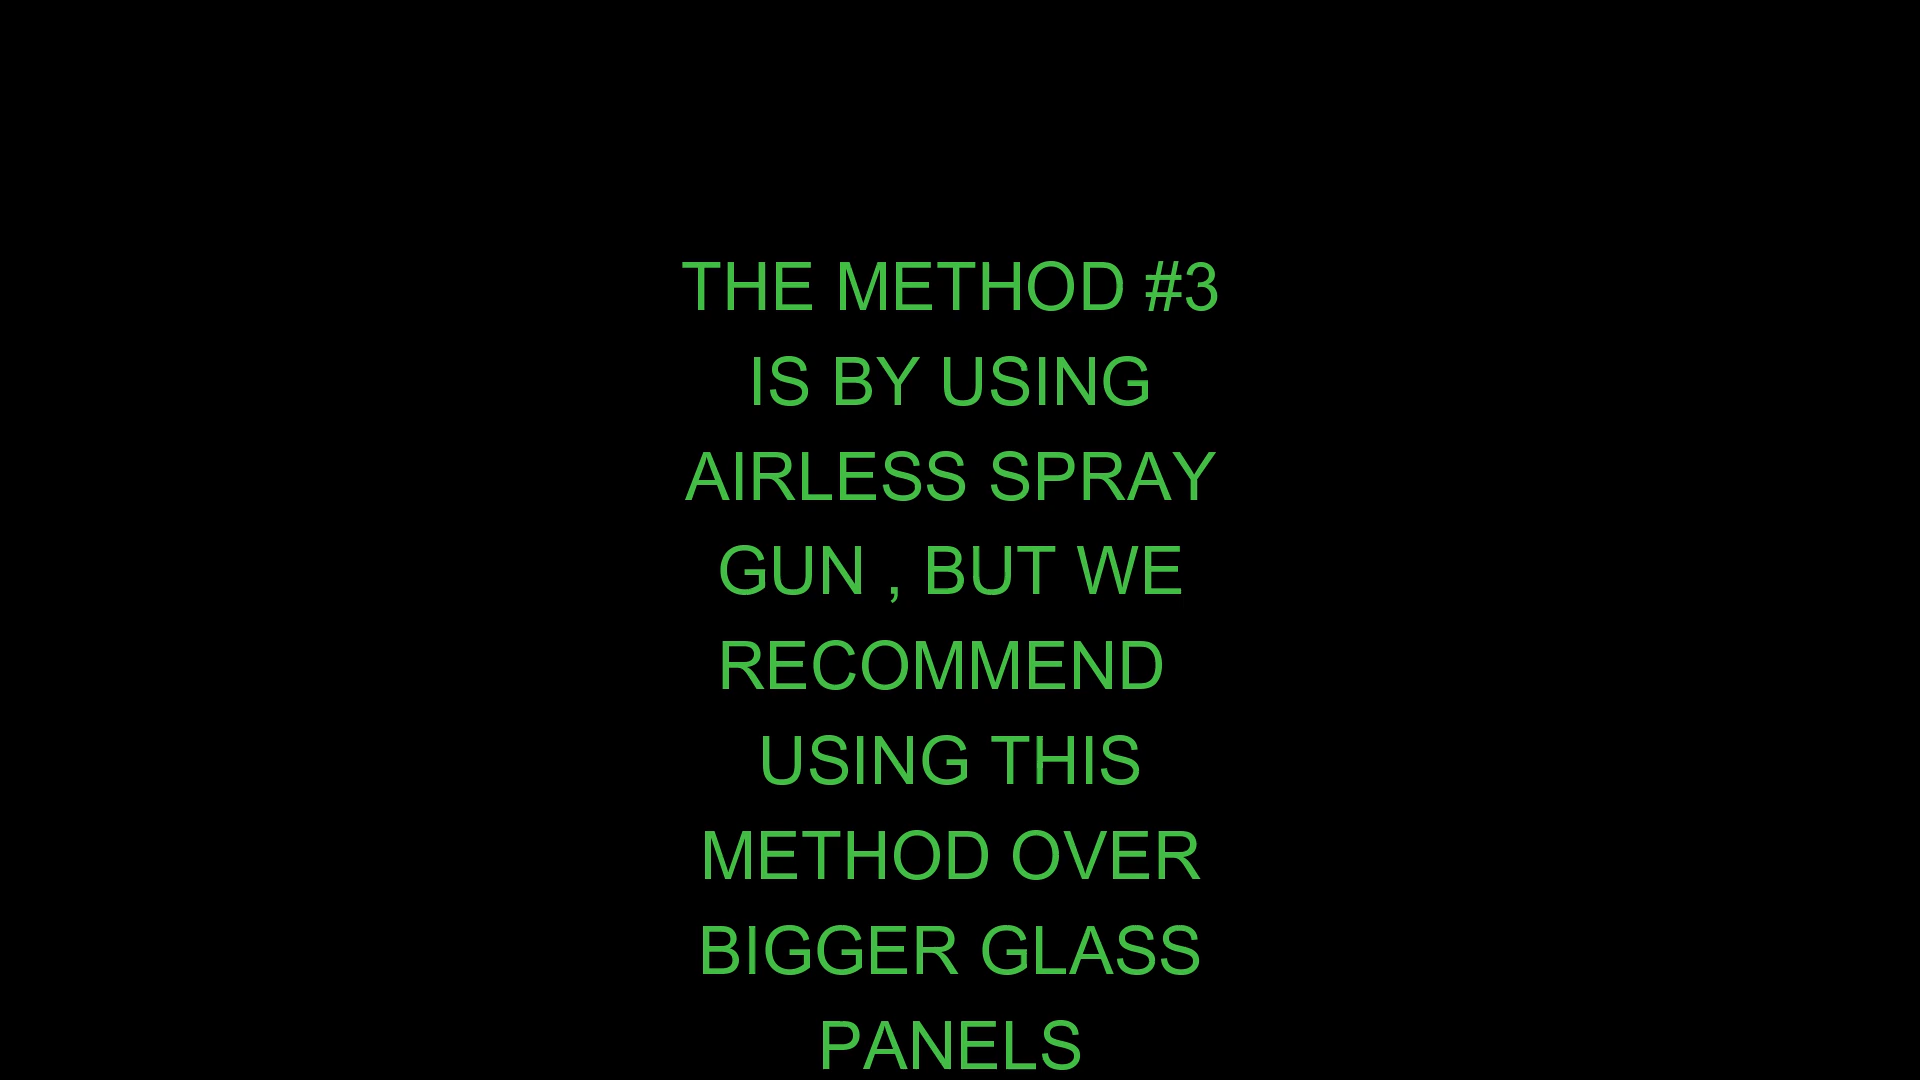 THE METHOD #3
IS BY USING
AIRLESS SPRAY
GUN , BUT WE
RECOMMEND
USING THIS
METHOD OVER
BIGGER GLASS
PANELS